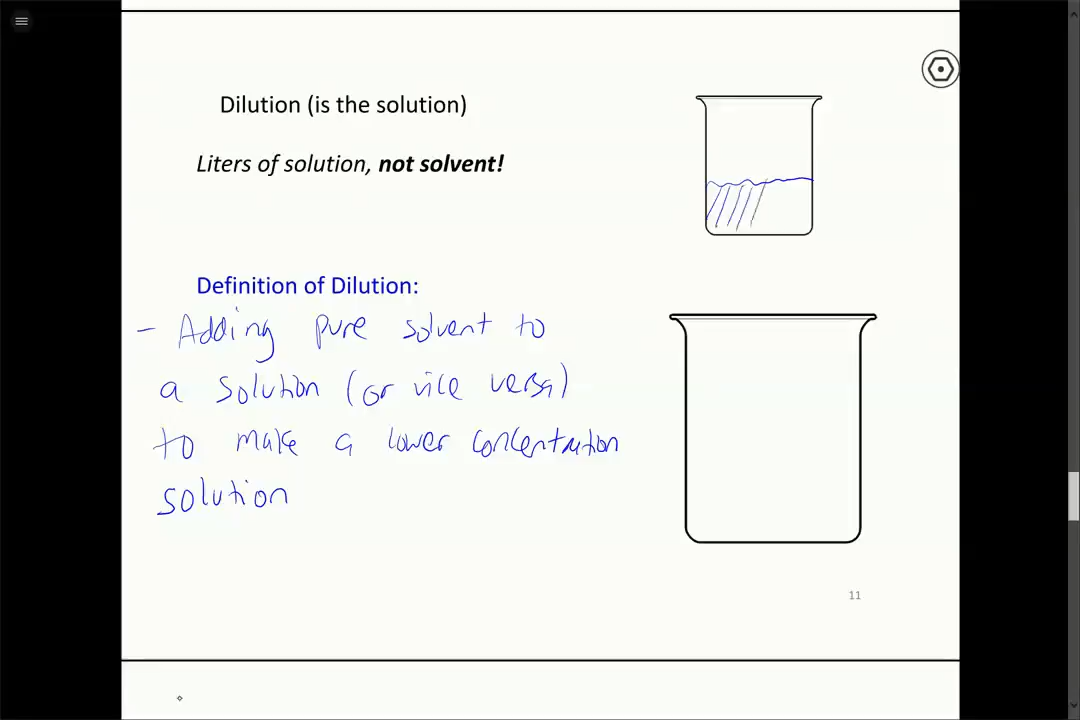 Dilution (is the solution)
Liters of solution, not solvent!
Definition of Dilution:
- Adding pure solvent to
a solution (or vice versa)
to make a lower concentration
solution
11